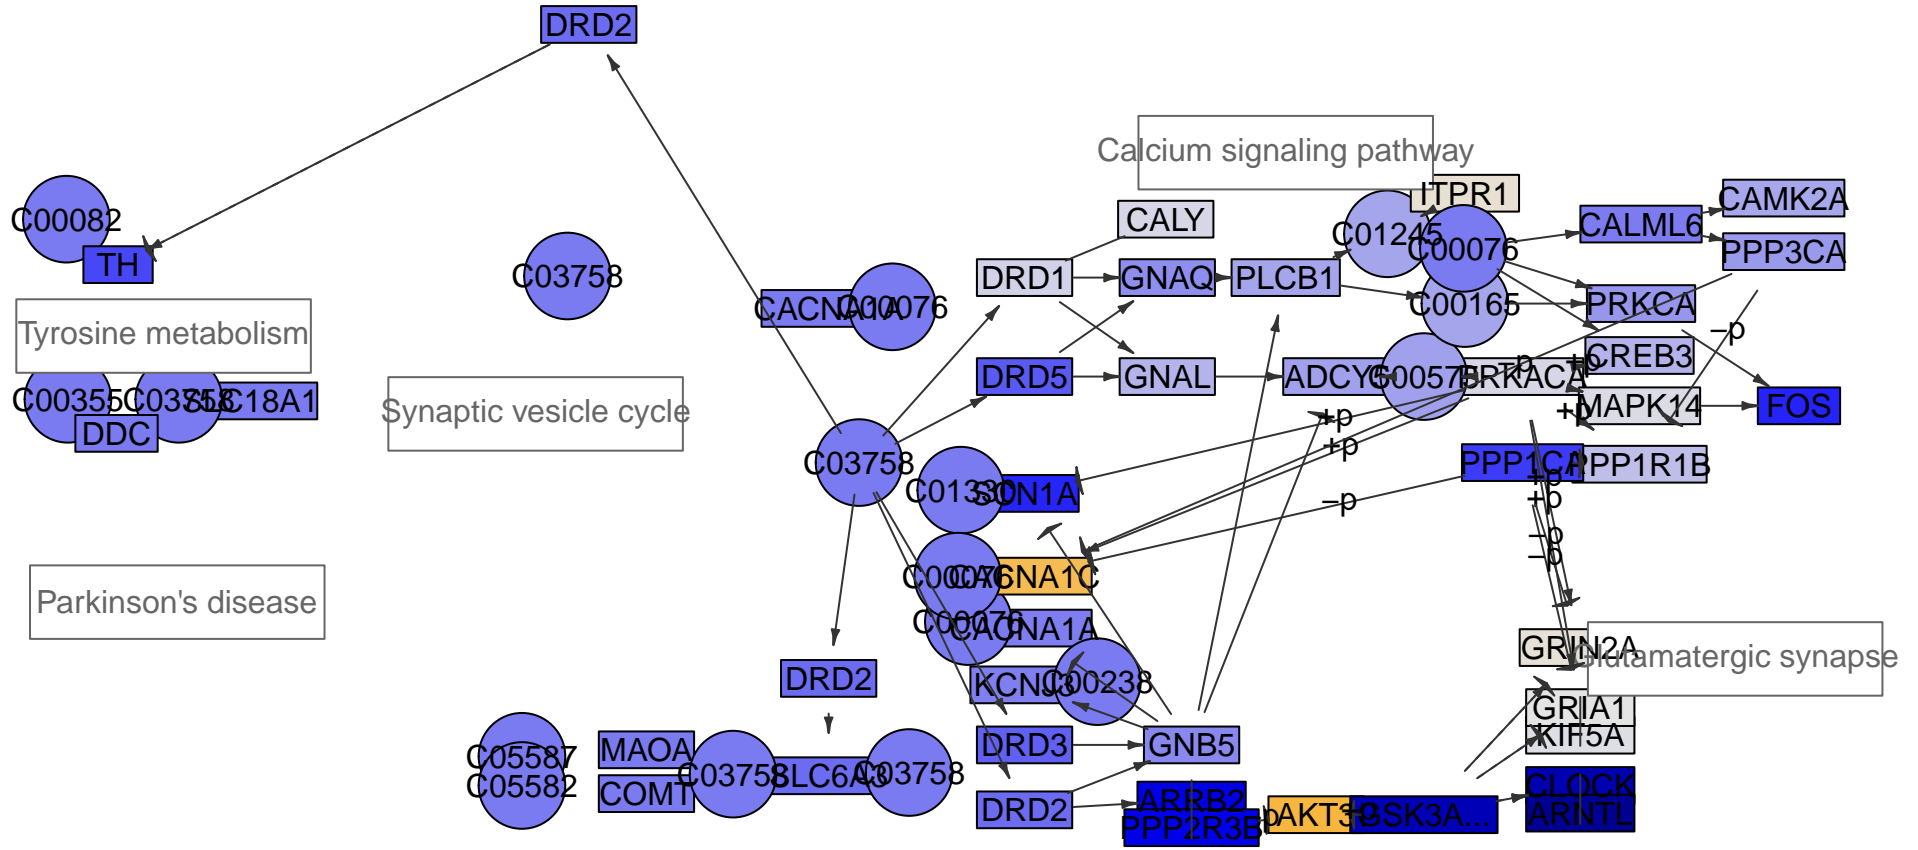 DRD2
Calcium signaling pathway
ITPR1
CAMK2A
C00082
CALY
C01245
C00076
CALML6
PPP3CA
TH
C03758
DRD1
GNAQ
PLCB1
CACNA1A
C00076
C00165
PRKCA
Tyrosine metabolism
–p
CREB3
+p
–p
DRD5
GNAL
ADCY5
C00575
PRKACA
C00355
C03758
SLC18A1
Synaptic vesicle cycle
MAPK14
+p
FOS
+p
DDC
+p
C03758
PPP1CA
PPP1R1B
C01330
SCN1A
+p
+p
–p
–p
–p
C00076
CACNA1C
Parkinson's disease
C00076
CACNA1A
GRIN2A
Glutamatergic synapse
DRD2
KCNJ3
C00238
GRIA1
KIF5A
C05587
MAOA
DRD3
GNB5
C03758
SLC6A3
C03758
C05582
COMT
CLOCK
ARRB2
DRD2
PPP2R3B
–p
AKT3
+p
GSK3A...
ARNTL